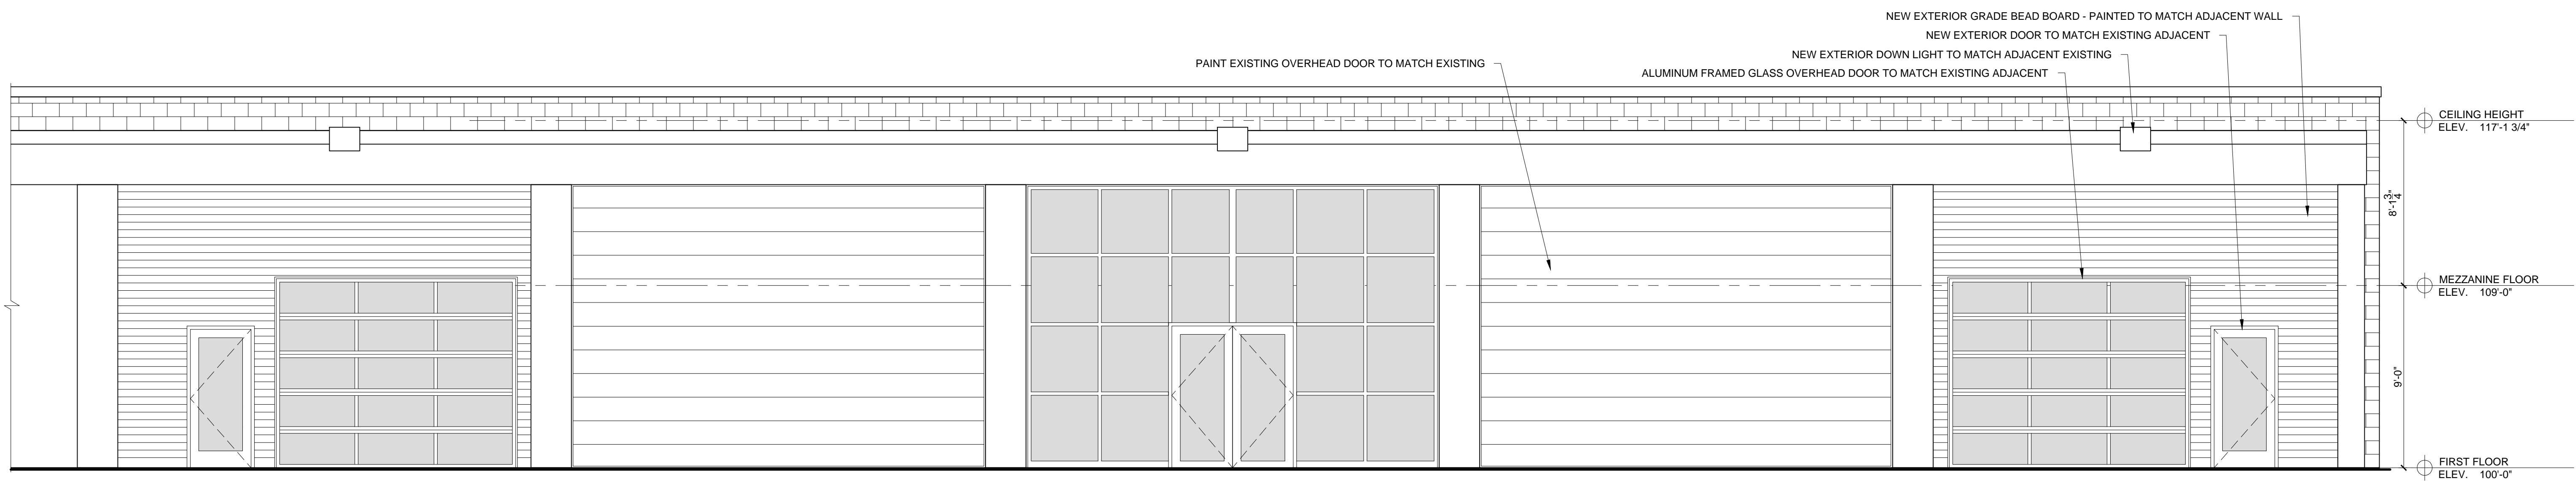 NEW EXTERIOR GRADE BEAD BOARD - PAINTED TO MATCH ADJACENT WALL
NEW EXTERIOR DOOR TO MATCH EXISTING ADJACENT
NEW EXTERIOR DOWN LIGHT TO MATCH ADJACENT EXISTING
PAINT EXISTING OVERHEAD DOOR TO MATCH EXISTING
ALUMINUM FRAMED GLASS OVERHEAD DOOR TO MATCH EXISTING ADJACENT
CEILING HEIGHT
ELEV. 117'-1 3/4"
8'-1 3/4"
MEZZANINE FLOOR
ELEV. 109'-0"
9'-0"
FIRST FLOOR
ELEV. 100'-0"